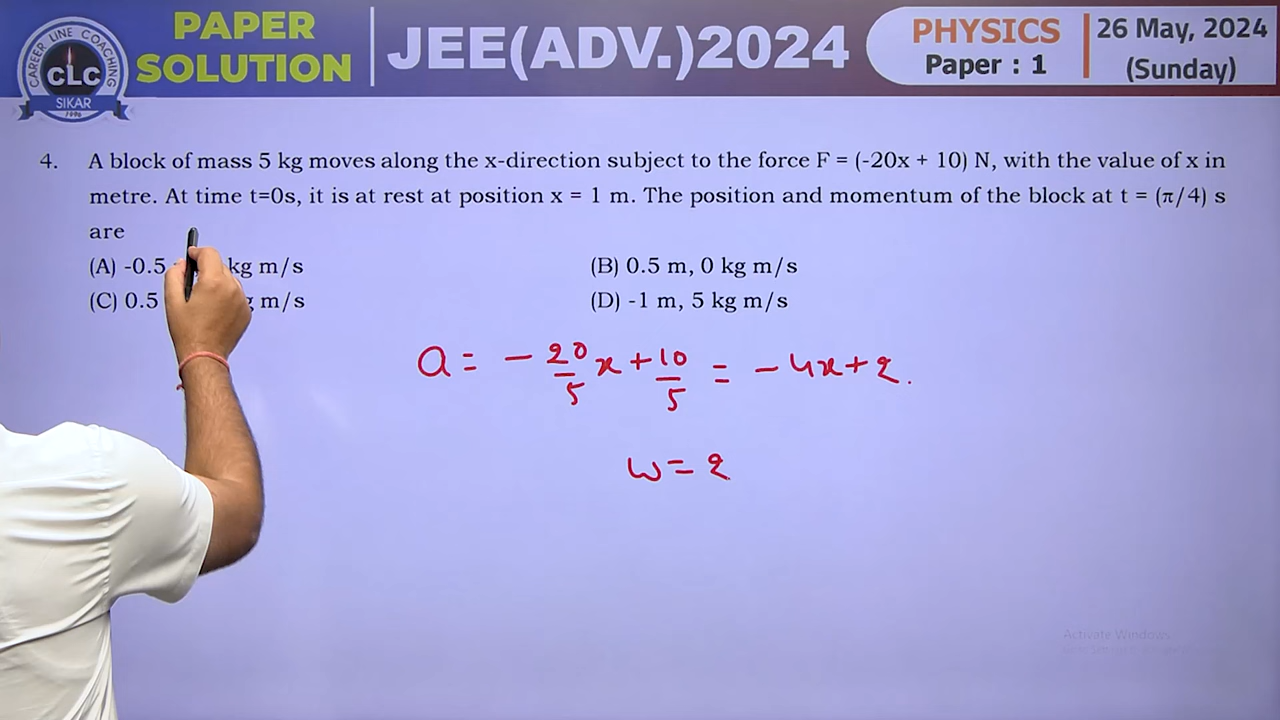 CAREER LINE COACHING
CLC
SIKAR
1996
PAPER
SOLUTION
JEE(ADV.)2024
PHYSICS
Paper : 1
26 May, 2024
(Sunday)
4. A block of mass 5 kg moves along the x-direction subject to the force F = (-20x + 10) N, with the value of x in
metre. At time t=0s, it is at rest at position x = 1 m. The position and momentum of the block at t = (π/4) s
are
(A) -0.5 kg m/s
(B) 0.5 m, 0 kg m/s
(C) 0.5 m/s
(D) -1 m, 5 kg m/s
a = - 20/5 x + 10/5 = - 4x + 2.
ω = 2
Activate Windows